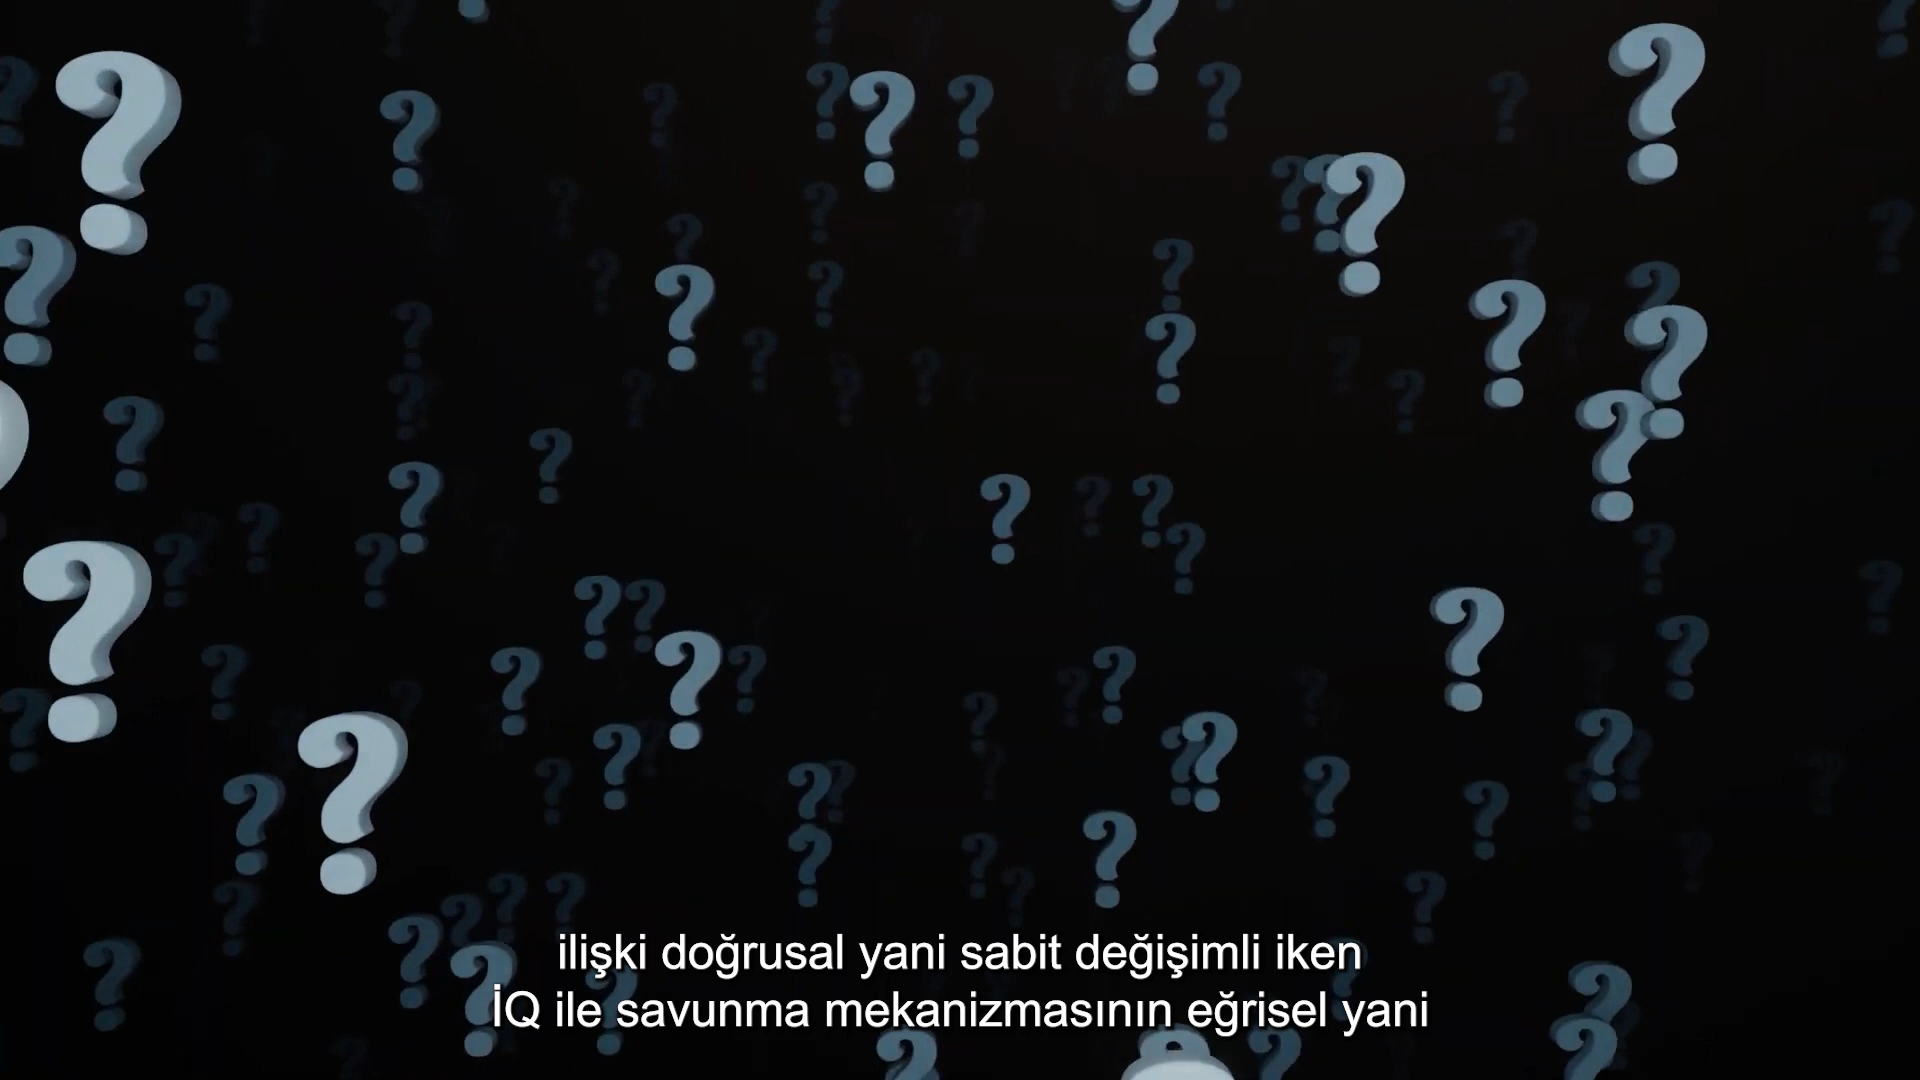 ilişki doğrusal yani sabit değişimli iken
İQ ile savunma mekanizmasının eğrisel yani